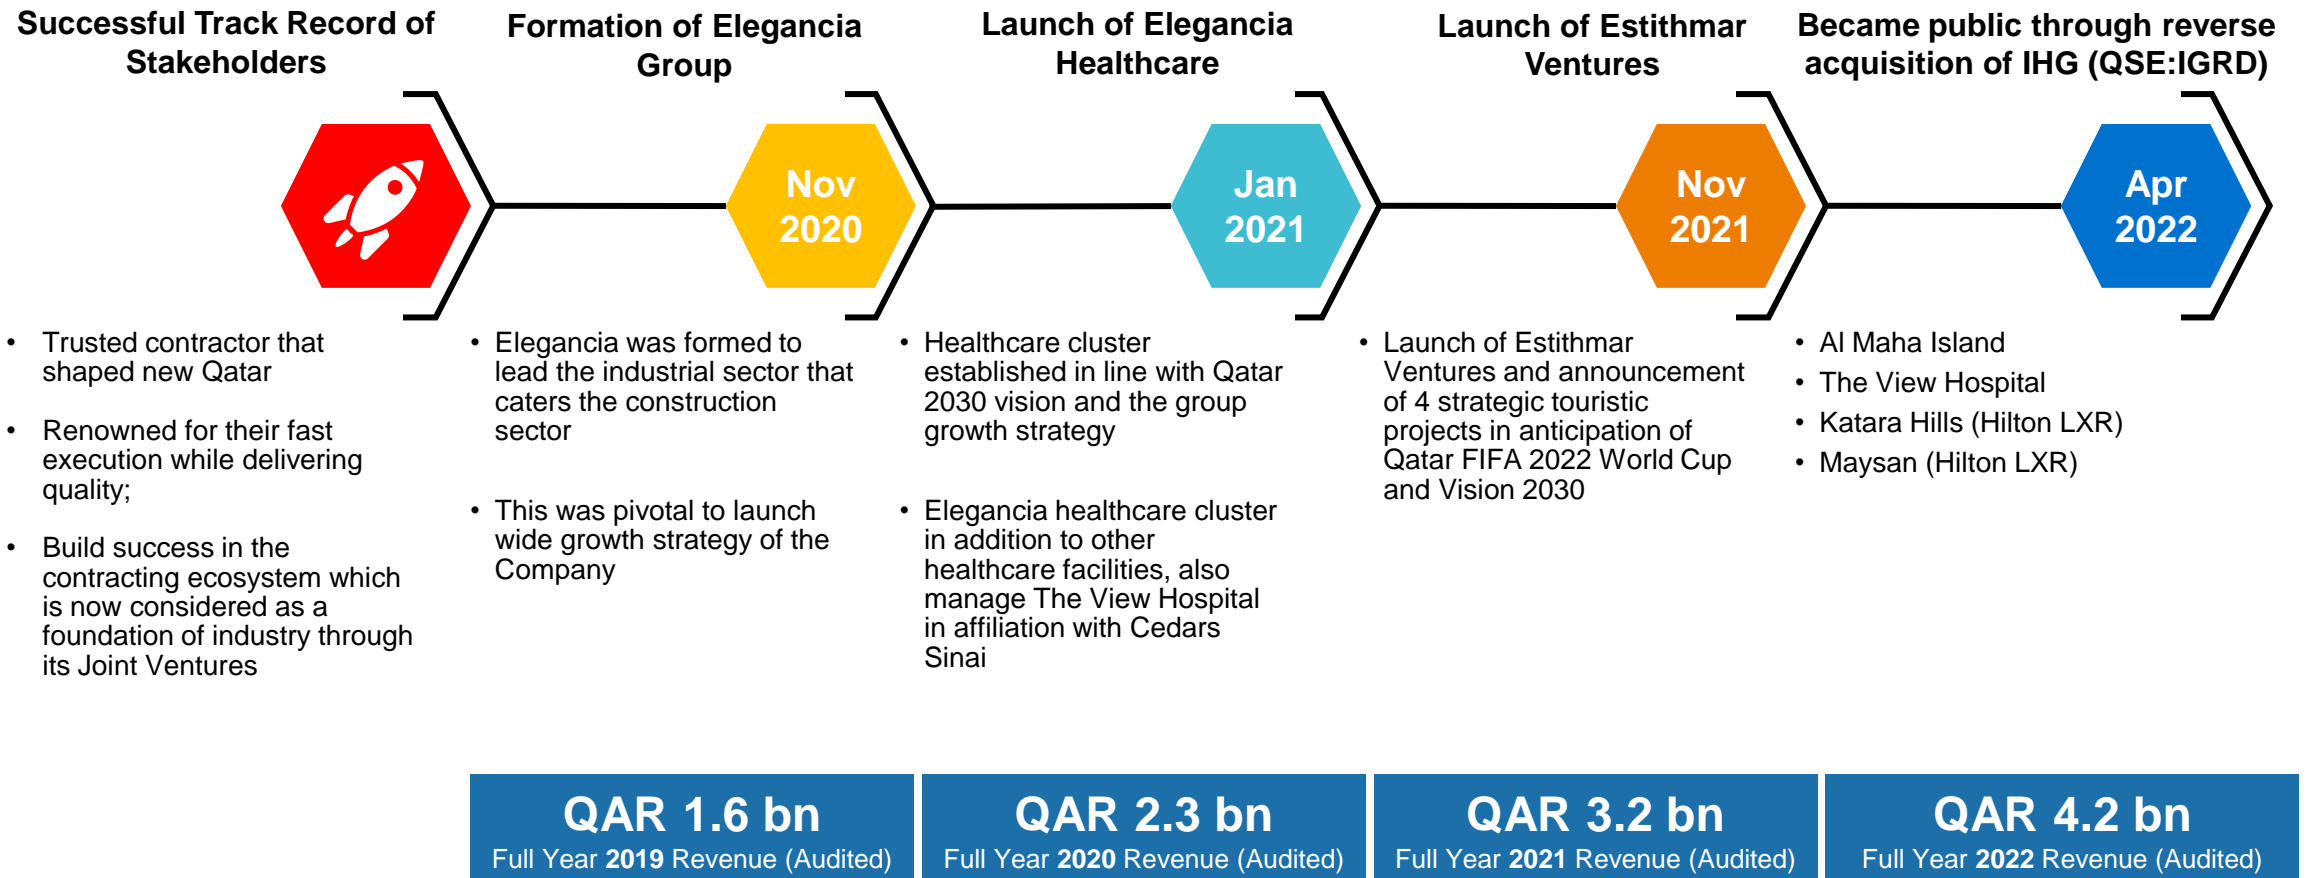 Successful Track Record of
Stakeholders
Formation of Elegancia
Group
Launch of Elegancia
Healthcare
Launch of Estithmar
Ventures
Became public through reverse
acquisition of IHG (QSE:IGRD)
Nov
2020
Jan
2021
Nov
2021
Apr
2022
• Trusted contractor that
shaped new Qatar
• Renowned for their fast
execution while delivering
quality;
• Build success in the
contracting ecosystem which
is now considered as a
foundation of industry through
its Joint Ventures
• Elegancia was formed to
lead the industrial sector that
caters the construction
sector
• This was pivotal to launch
wide growth strategy of the
Company
• Healthcare cluster
established in line with Qatar
2030 vision and the group
growth strategy
• Elegancia healthcare cluster
in addition to other
healthcare facilities, also
manage The View Hospital
in affiliation with Cedars
Sinai
• Launch of Estithmar
Ventures and announcement
of 4 strategic touristic
projects in anticipation of
Qatar FIFA 2022 World Cup
and Vision 2030
• Al Maha Island
• The View Hospital
• Katara Hills (Hilton LXR)
• Maysan (Hilton LXR)
QAR 1.6 bn
Full Year 2019 Revenue (Audited)
QAR 2.3 bn
Full Year 2020 Revenue (Audited)
QAR 3.2 bn
Full Year 2021 Revenue (Audited)
QAR 4.2 bn
Full Year 2022 Revenue (Audited)